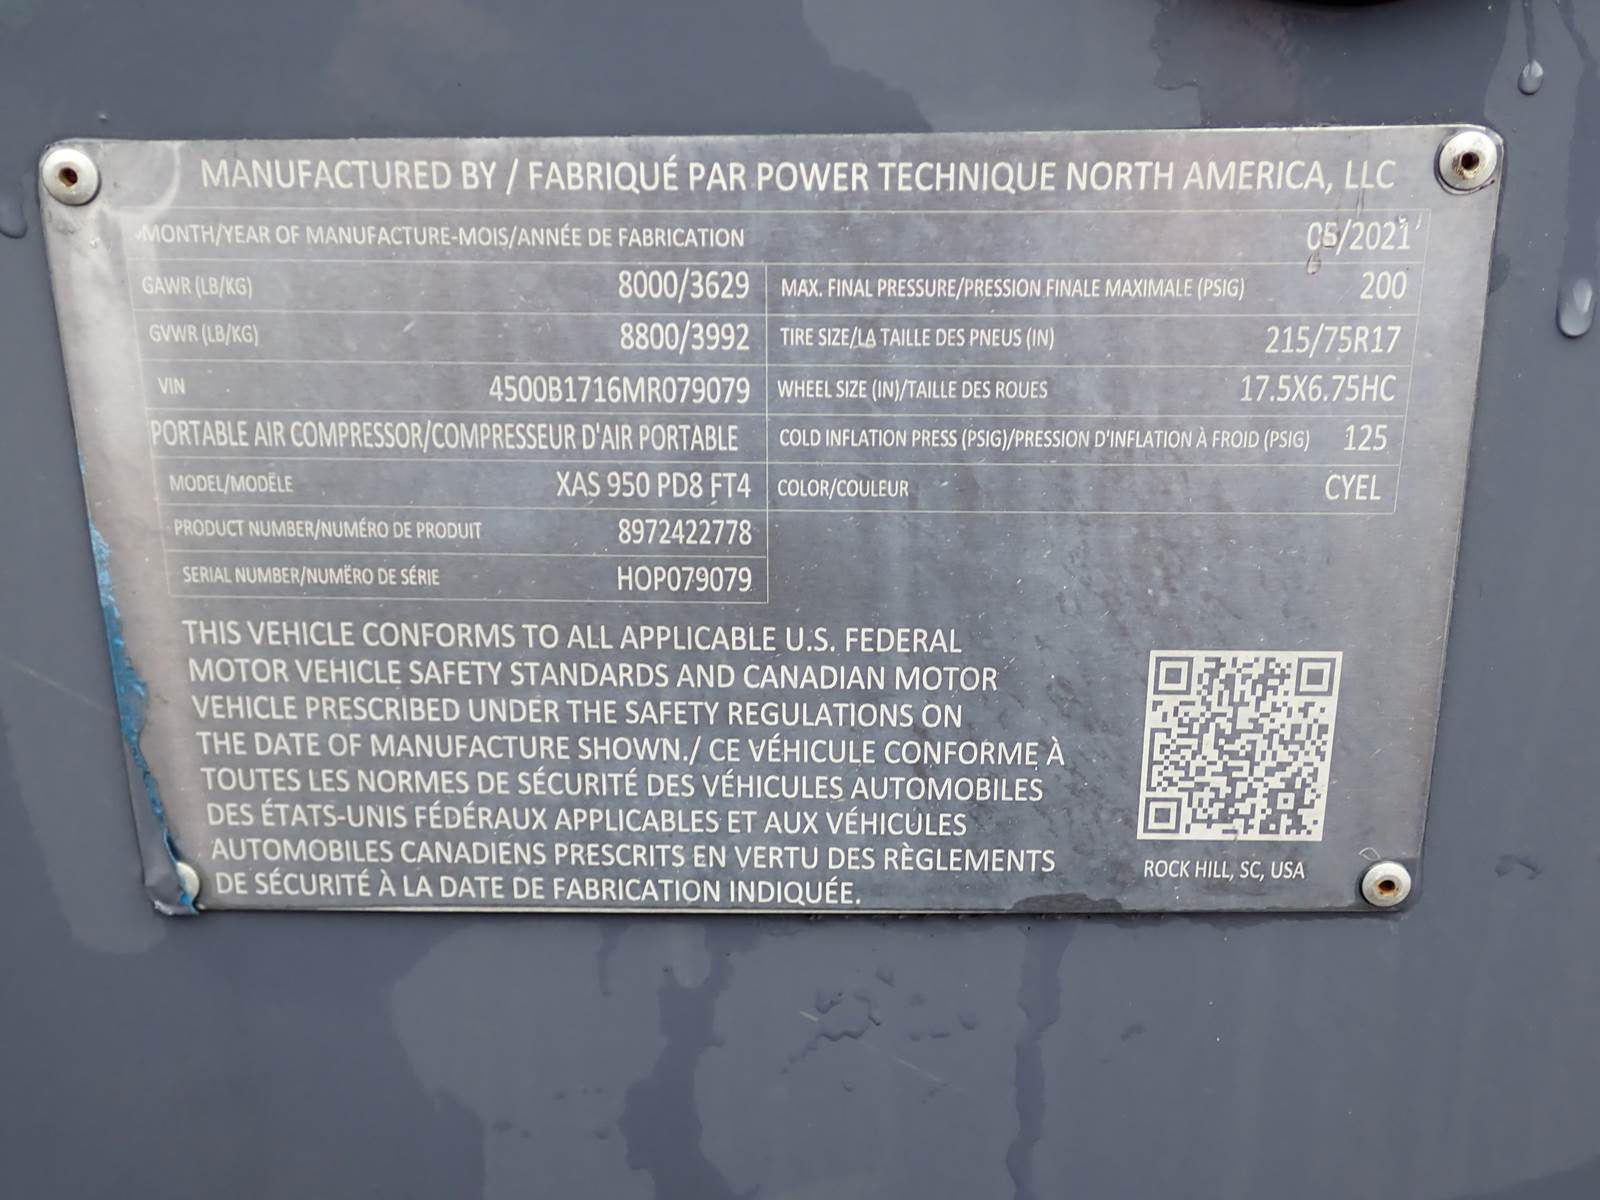 MANUFACTURED BY / FABRIQUÉ PAR POWER TECHNIQUE NORTH AMERICA, LLC
MONTH/YEAR OF MANUFACTURE-MOIS/ANNÉE DE FABRICATION 05/2021
GAWR (LB/KG) 8000/3629 MAX. FINAL PRESSURE/PRESSION FINALE MAXIMALE (PSIG) 200
GVWR (LB/KG) 8800/3992 TIRE SIZE/LA TAILLE DES PNEUS (IN) 215/75R17
VIN 4500B1716MR079079 WHEEL SIZE (IN)/TAILLE DES ROUES 17.5X6.75HC
PORTABLE AIR COMPRESSOR/COMPRESSEUR D'AIR PORTABLE COLD INFLATION PRESS (PSIG)/PRESSION D'INFLATION À FROID (PSIG) 125
MODEL/MODËLE XAS 950 PD8 FT4 COLOR/COULEUR CYEL
PRODUCT NUMBER/NUMÉRO DE PRODUIT 8972422778
SERIAL NUMBER/NUMËRO DE SÉRIE HOP079079
THIS VEHICLE CONFORMS TO ALL APPLICABLE U.S. FEDERAL
MOTOR VEHICLE SAFETY STANDARDS AND CANADIAN MOTOR
VEHICLE PRESCRIBED UNDER THE SAFETY REGULATIONS ON
THE DATE OF MANUFACTURE SHOWN./ CE VÉHICULE CONFORME À
TOUTES LES NORMES DE SÉCURITÉ DES VÉHICULES AUTOMOBILES
DES ÉTATS-UNIS FÉDÉRAUX APPLICABLES ET AUX VÉHICULES
AUTOMOBILES CANADIENS PRESCRITS EN VERTU DES RÈGLEMENTS
DE SÉCURITÉ À LA DATE DE FABRICATION INDIQUÉE.
ROCK HILL, SC, USA